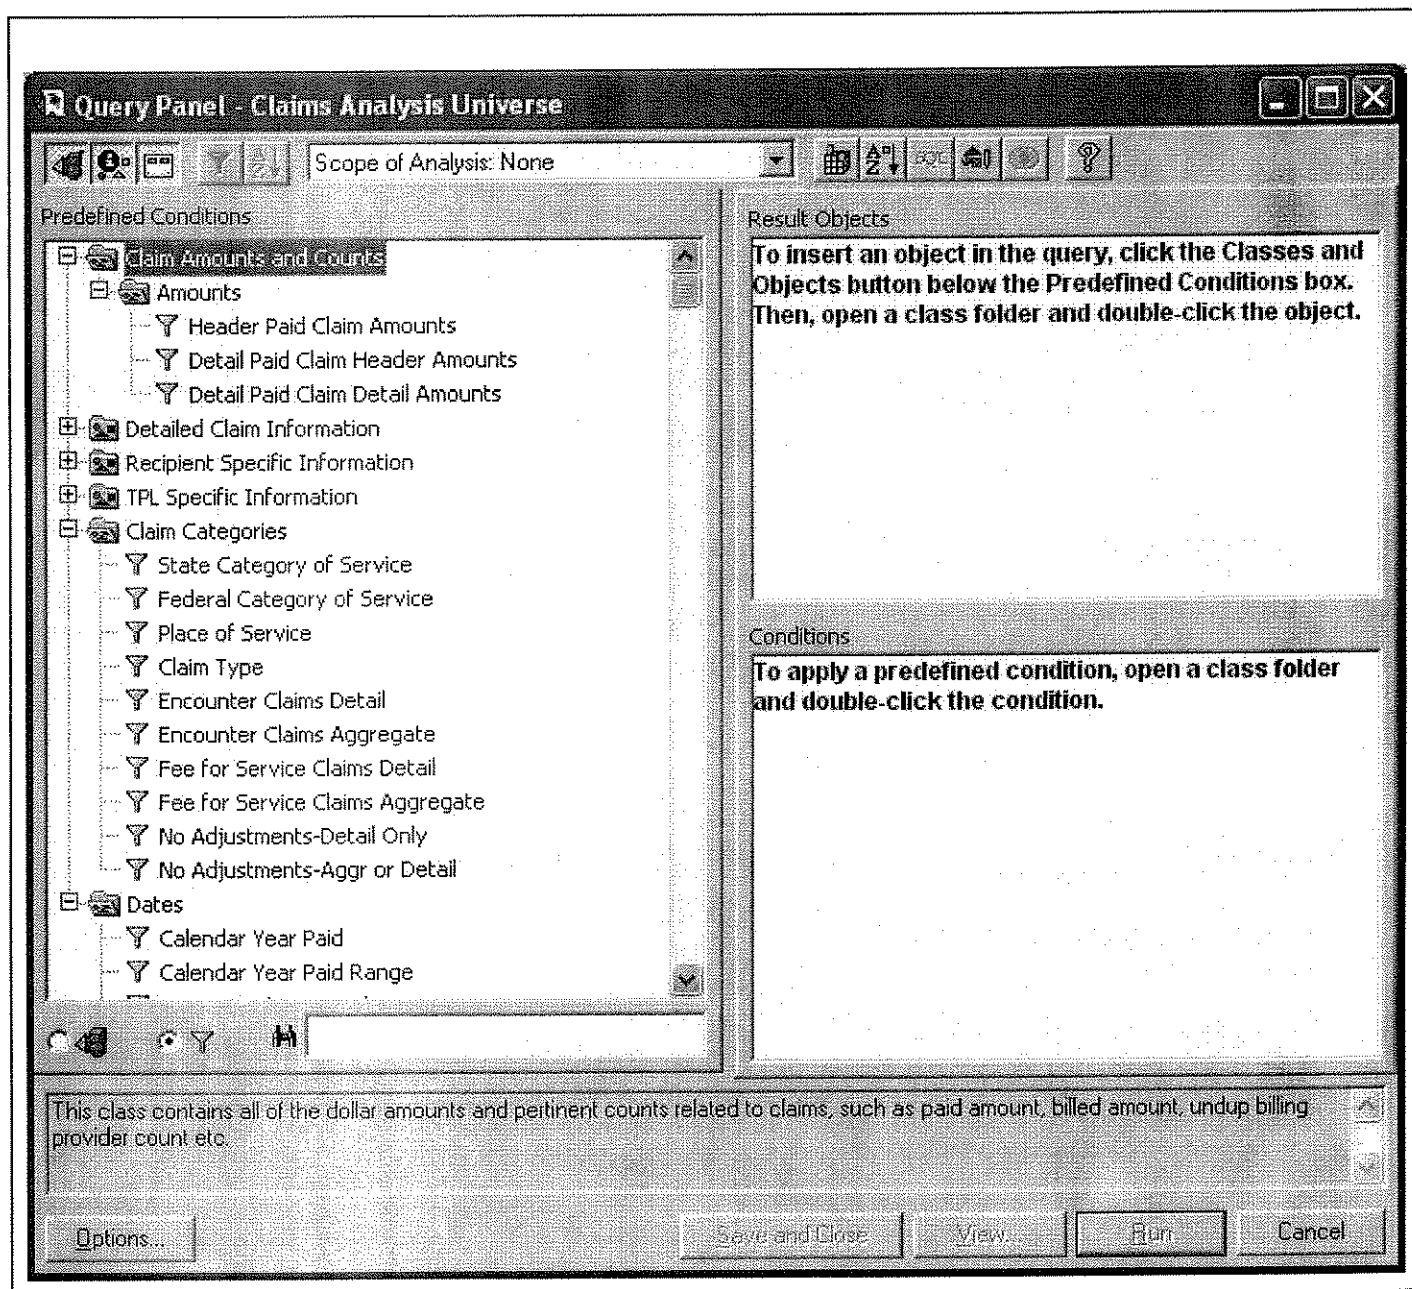 Query Panel - Claims Analysis Universe
Scope of Analysis: None
Predefined Conditions
Claim Amounts and Counts
Amounts
Header Paid Claim Amounts
Detail Paid Claim Header Amounts
Detail Paid Claim Detail Amounts
Detailed Claim Information
Recipient Specific Information
TPL Specific Information
Claim Categories
State Category of Service
Federal Category of Service
Place of Service
Claim Type
Encounter Claims Detail
Encounter Claims Aggregate
Fee for Service Claims Detail
Fee for Service Claims Aggregate
No Adjustments-Detail Only
No Adjustments-Aggr or Detail
Dates
Calendar Year Paid
Calendar Year Paid Range
Result Objects
To insert an object in the query, click the Classes and
Objects button below the Predefined Conditions box.
Then, open a class folder and double-click the object.
Conditions
To apply a predefined condition, open a class folder
and double-click the condition.
This class contains all of the dollar amounts and pertinent counts related to claims, such as paid amount, billed amount, undup billing
provider count etc.
Options...
Save and Close
View...
Run
Cancel